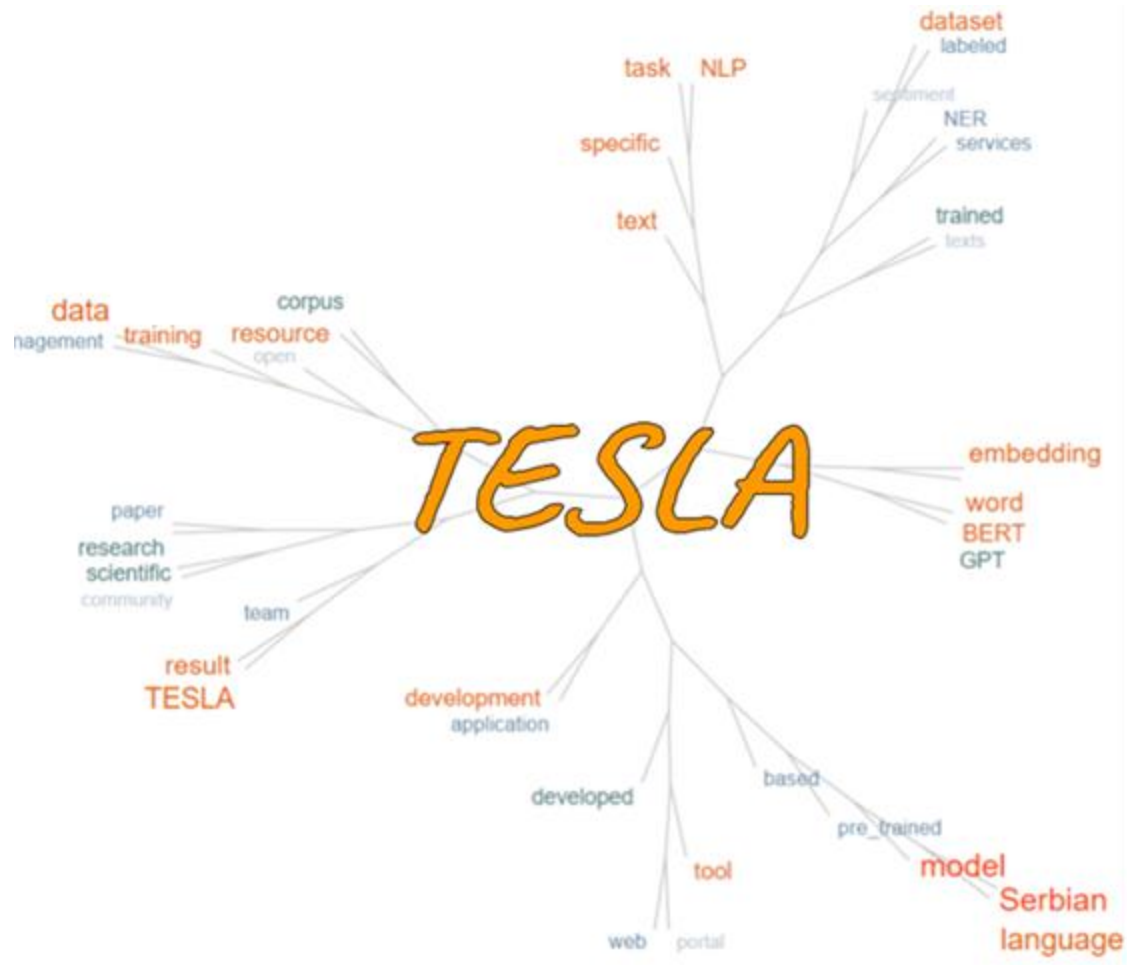 dataset
labeled
task NLP
sentiment
NER
specific
services
trained
text
texts
corpus
data
training resource
nagement
open
TESLA
embedding
word
paper
BERT
research
GPT
scientific
community
team
result
TESLA
development
application
based
developed
pre_trained
model
tool
Serbian
web portal
language